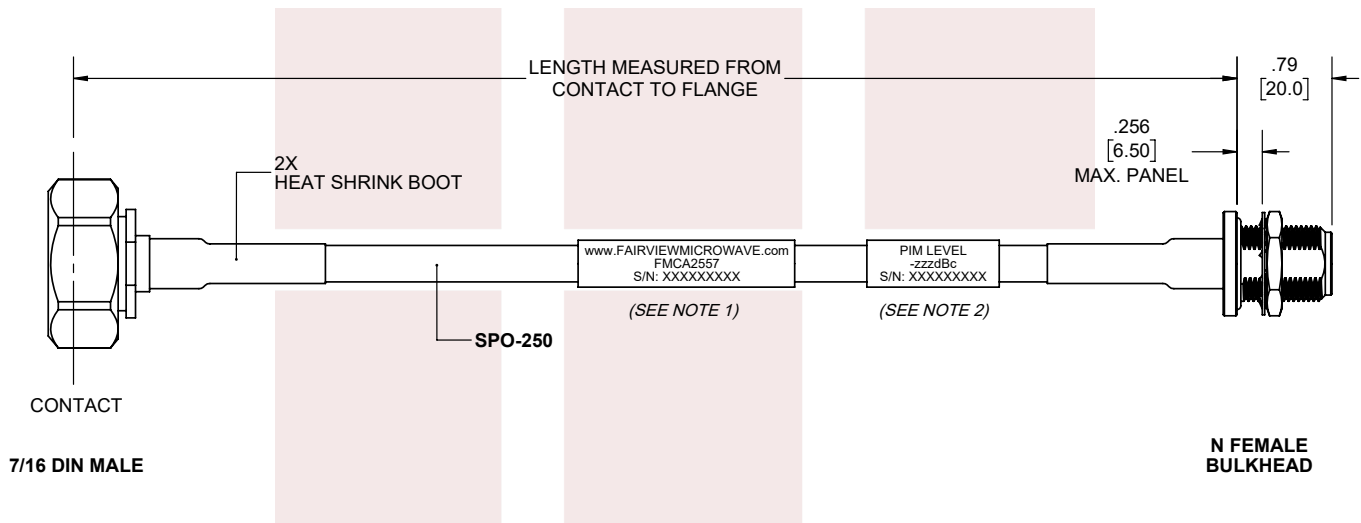 LENGTH MEASURED FROM
CONTACT TO FLANGE
.79
[20.0]
.256
[6.50]
MAX. PANEL
2X
HEAT SHRINK BOOT
www.FAIRVIEWMICROWAVE.com
FMCA2557
S/N: XXXXXXXXX
PIM LEVEL
-zzzdBc
S/N: XXXXXXXXX
(SEE NOTE 1)
(SEE NOTE 2)
SPO-250
CONTACT
7/16 DIN MALE
N FEMALE
BULKHEAD